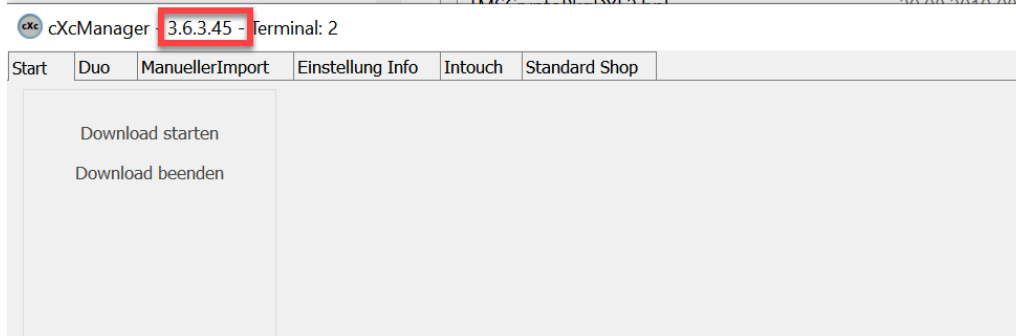 cXc cXcManager - 3.6.3.45 - Terminal: 2
Start Duo ManuellerImport Einstellung Info Intouch Standard Shop
Download starten
Download beenden